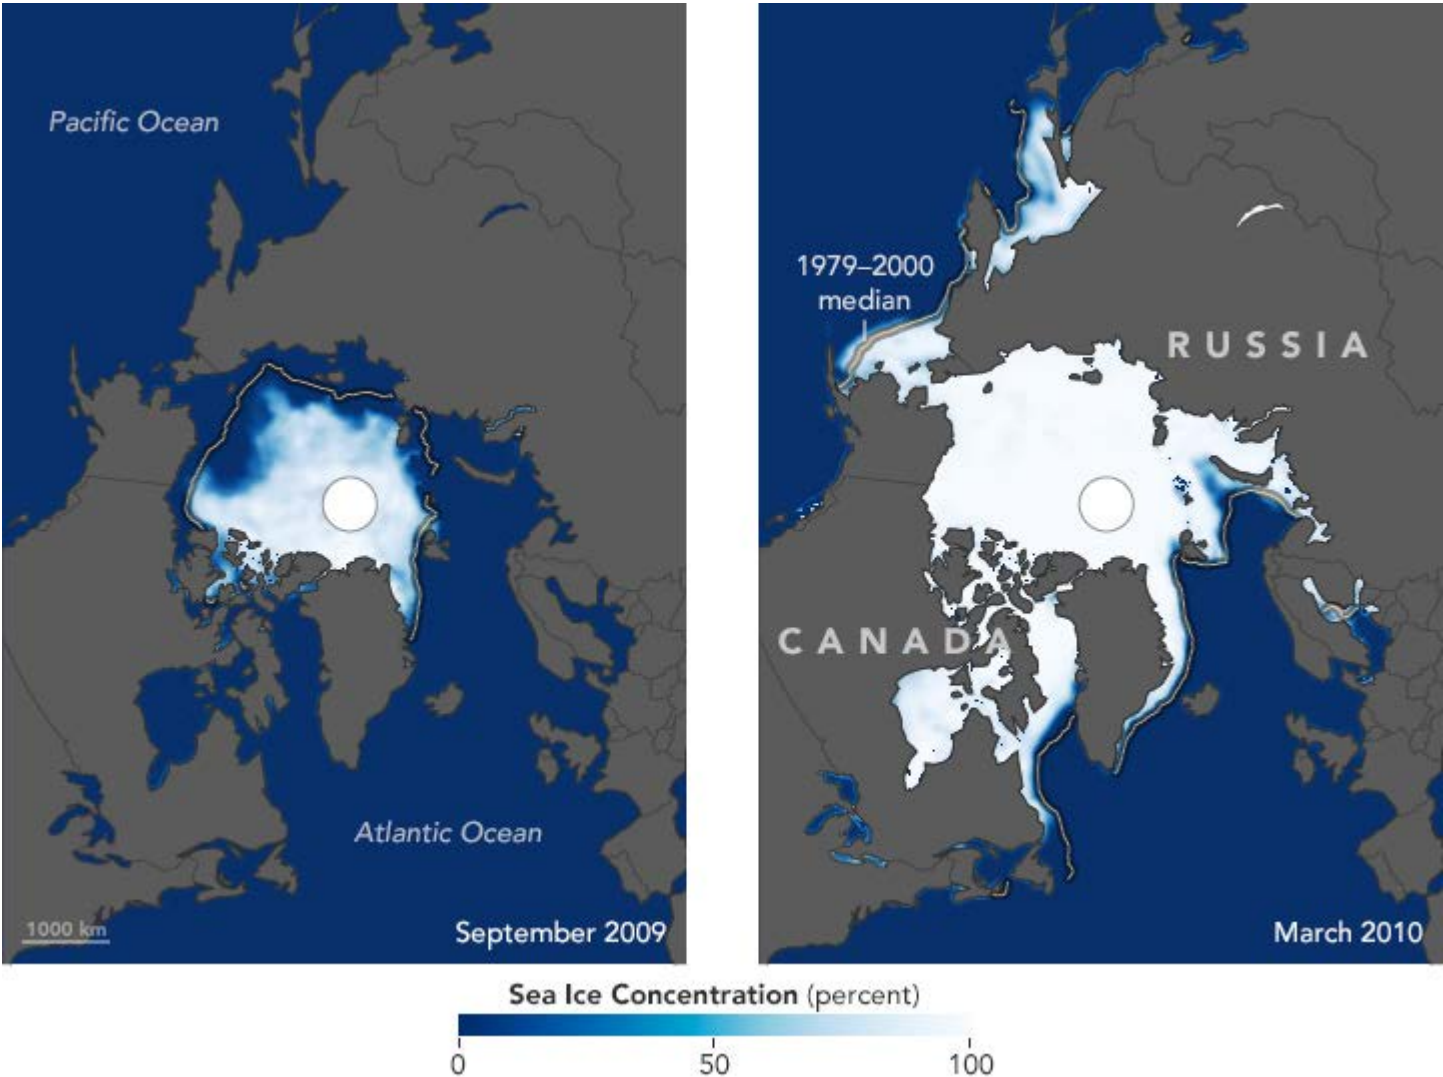 Pacific Ocean
Atlantic Ocean
1000 km
September 2009
1979–2000
median
RUSSIA
CANADA
March 2010
Sea Ice Concentration (percent)
0 50 100